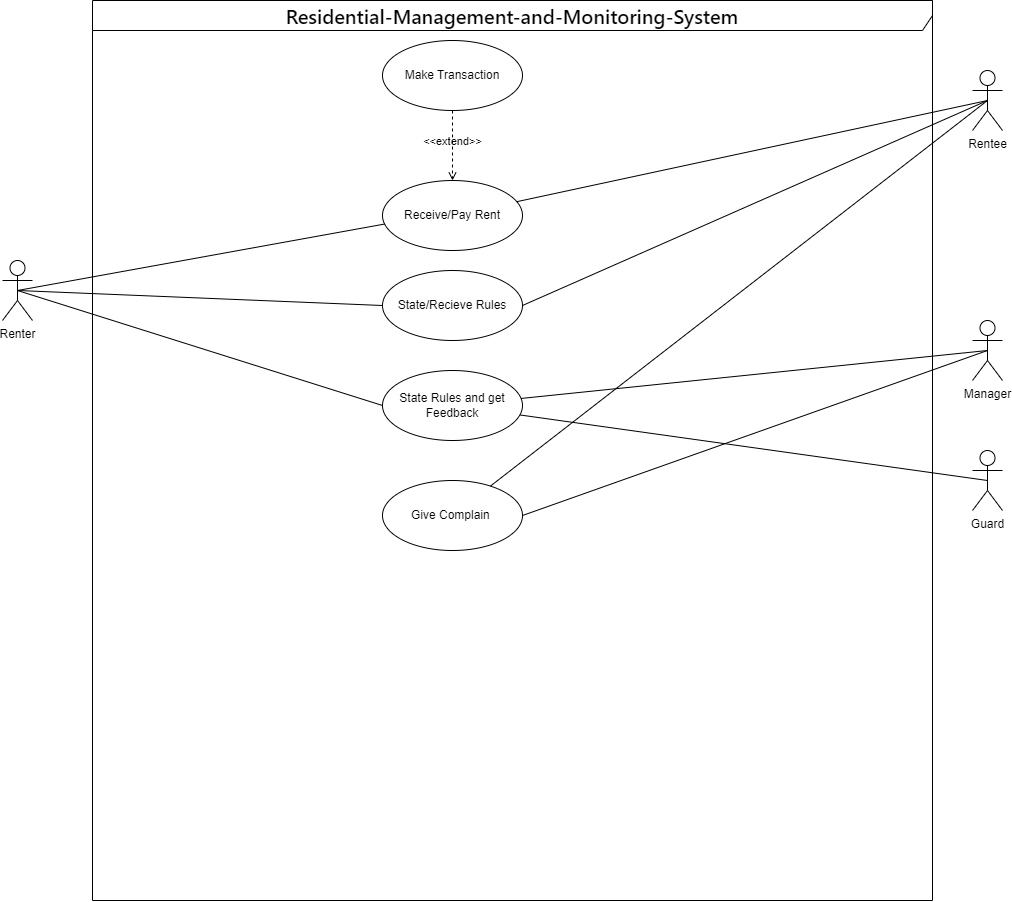 Residential-Management-and-Monitoring-System
Make Transaction
<<extend>>
Rentee
Receive/Pay Rent
State/Recieve Rules
Renter
Manager
State Rules and get
Feedback
Give Complain
Guard